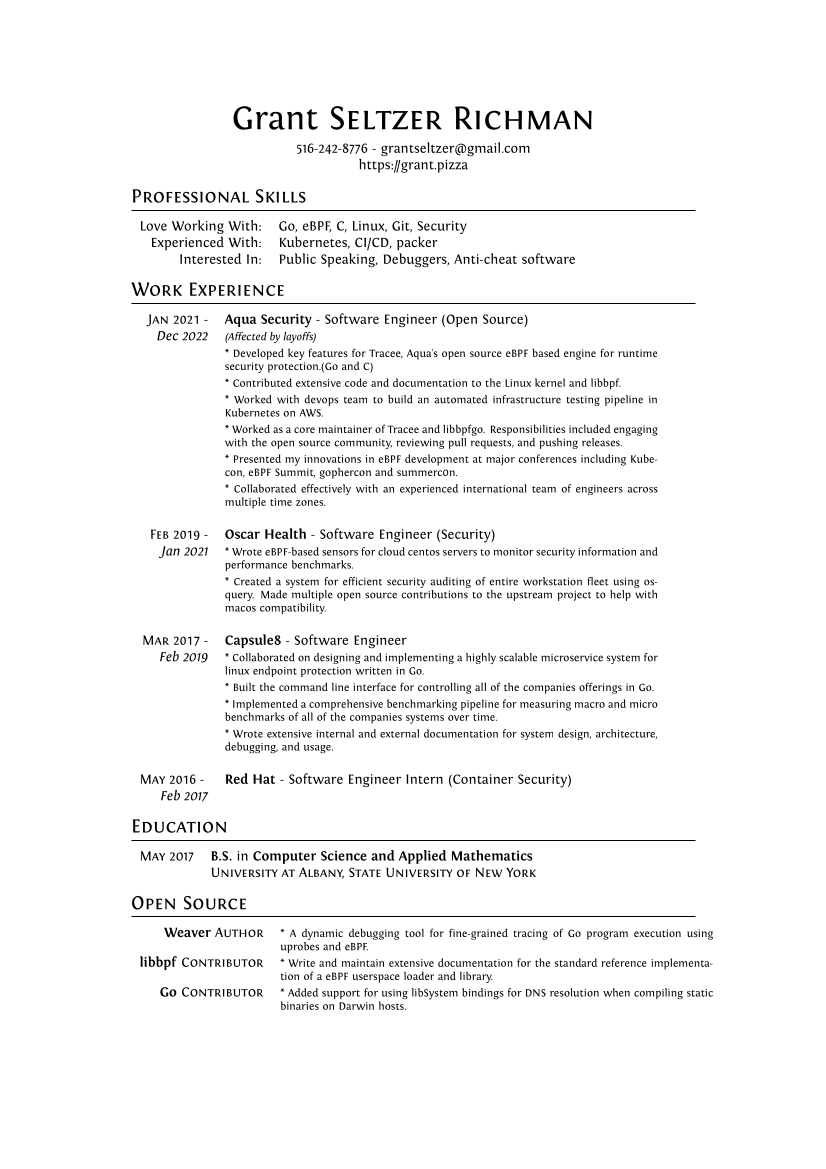 Grant SELTZER RICHMAN
516-242-8776 - grantseltzer@gmail.com
https://grant.pizza
PROFESSIONAL SKILLS
Love Working With: Go, eBPF, C, Linux, Git, Security
Experienced With: Kubernetes, CI/CD, packer
Interested In: Public Speaking, Debuggers, Anti-cheat software
WORK EXPERIENCE
JAN 2021 - Aqua Security - Software Engineer (Open Source)
Dec 2022 (Affected by layoffs)
* Developed key features for Tracee, Aqua's open source eBPF based engine for runtime
security protection.(Go and C)
* Contributed extensive code and documentation to the Linux kernel and libbpf.
* Worked with devops team to build an automated infrastructure testing pipeline in
Kubernetes on AWS.
* Worked as a core maintainer of Tracee and libbpfgo. Responsibilities included engaging
with the open source community, reviewing pull requests, and pushing releases.
* Presented my innovations in eBPF development at major conferences including Kube-
con, eBPF Summit, gophercon and summerc0n.
* Collaborated effectively with an experienced international team of engineers across
multiple time zones.
FEB 2019 - Oscar Health - Software Engineer (Security)
Jan 2021 * Wrote eBPF-based sensors for cloud centos servers to monitor security information and
performance benchmarks.
* Created a system for efficient security auditing of entire workstation fleet using os-
query. Made multiple open source contributions to the upstream project to help with
macos compatibility.
MAR 2017 - Capsule8 - Software Engineer
Feb 2019 * Collaborated on designing and implementing a highly scalable microservice system for
linux endpoint protection written in Go.
* Built the command line interface for controlling all of the companies offerings in Go.
* Implemented a comprehensive benchmarking pipeline for measuring macro and micro
benchmarks of all of the companies systems over time.
* Wrote extensive internal and external documentation for system design, architecture,
debugging, and usage.
MAY 2016 - Red Hat - Software Engineer Intern (Container Security)
Feb 2017
EDUCATION
MAY 2017 B.S. in Computer Science and Applied Mathematics
UNIVERSITY AT ALBANY, STATE UNIVERSITY OF NEW YORK
OPEN SOURCE
Weaver AUTHOR * A dynamic debugging tool for fine-grained tracing of Go program execution using
uprobes and eBPF.
libbpf CONTRIBUTOR * Write and maintain extensive documentation for the standard reference implementa-
tion of a eBPF userspace loader and library.
Go CONTRIBUTOR * Added support for using libSystem bindings for DNS resolution when compiling static
binaries on Darwin hosts.